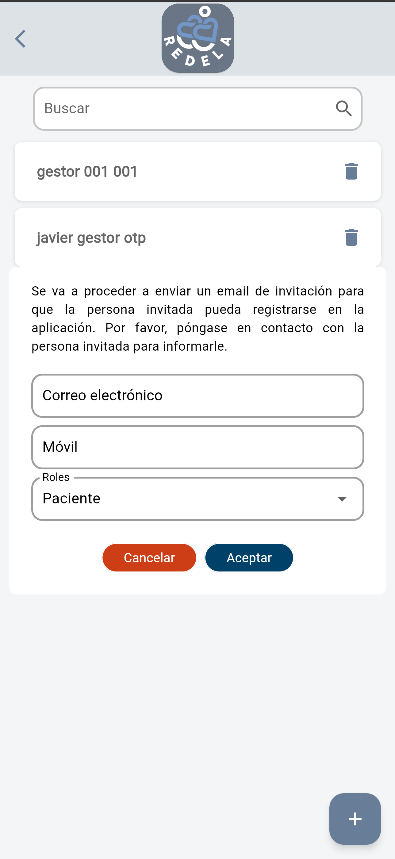 REDELA
Buscar
gestor 001 001
javier gestor otp
Se va a proceder a enviar un email de invitación para
que la persona invitada pueda registrarse en la
aplicación. Por favor, póngase en contacto con la
persona invitada para informarle.
Correo electrónico
Móvil
Roles
Paciente
Cancelar
Aceptar